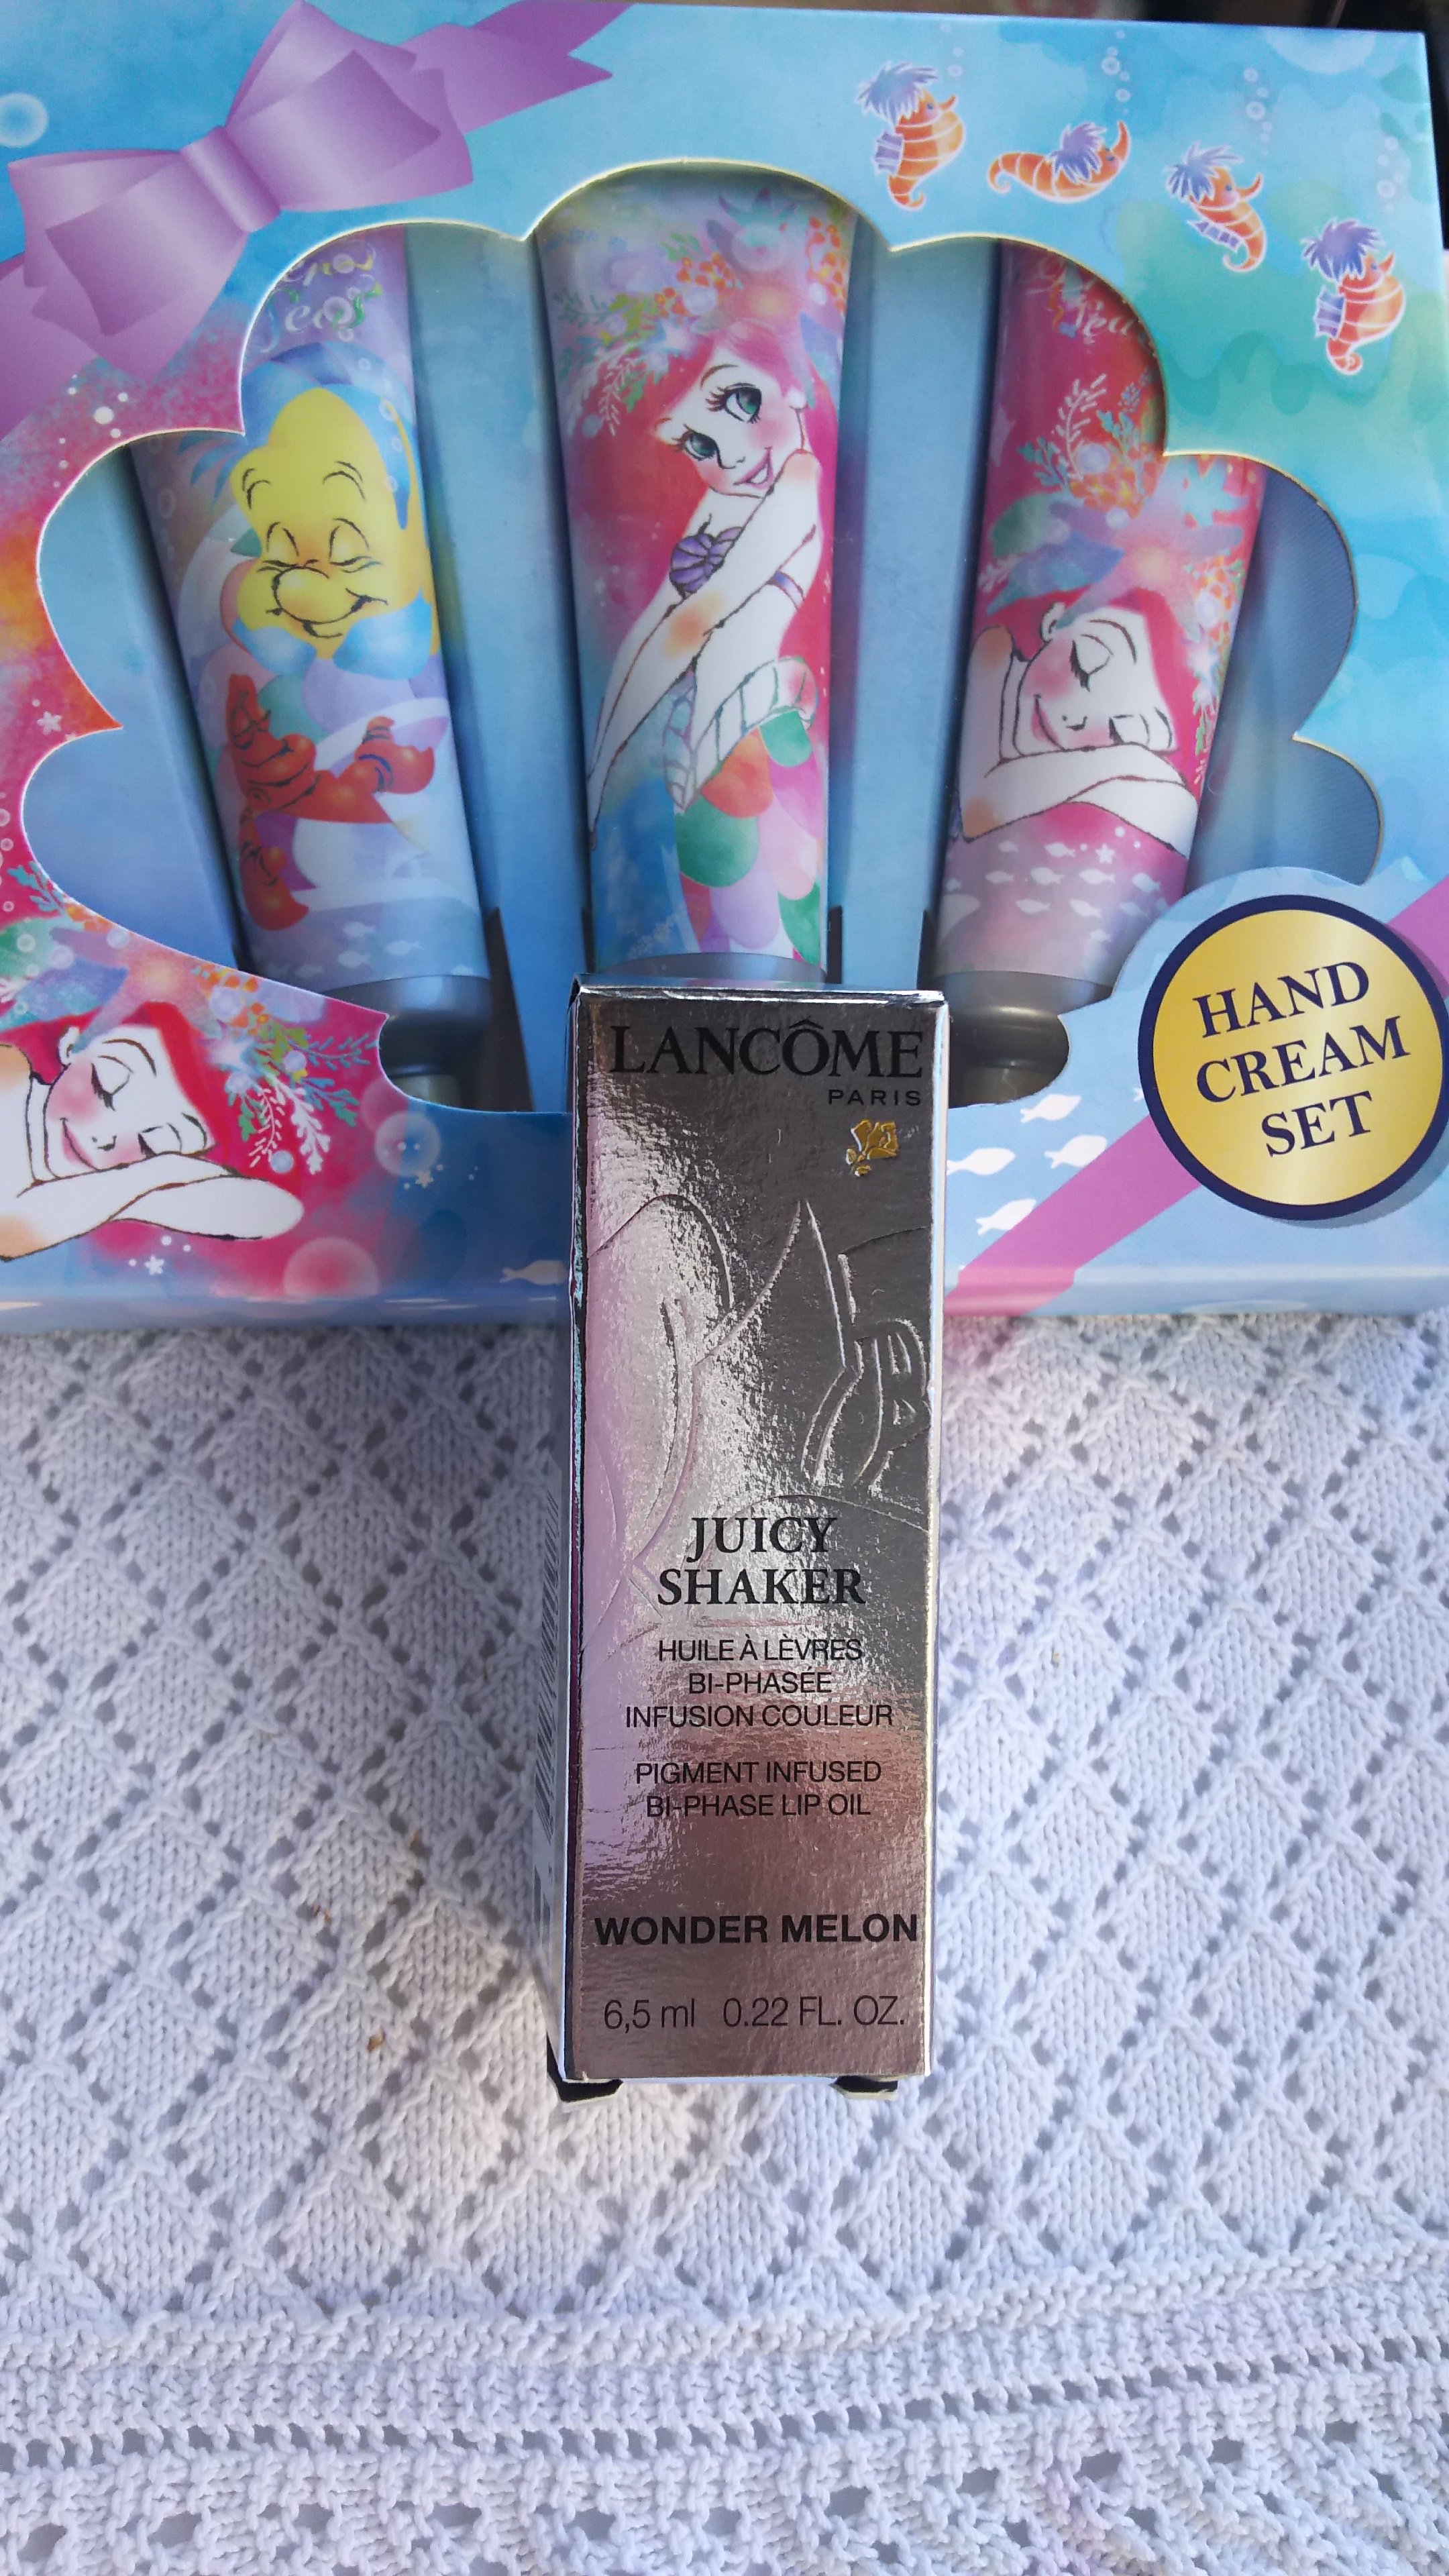 HAND
CREAM
SET
LANCÔME
PARIS
JUICY
SHAKER
HUILE À LÈVRES
BI-PHASÉE
INFUSION COULEUR
PIGMENT INFUSED
BI-PHASE LIP OIL
WONDER MELON
6,5 ml 0.22 FL. OZ.